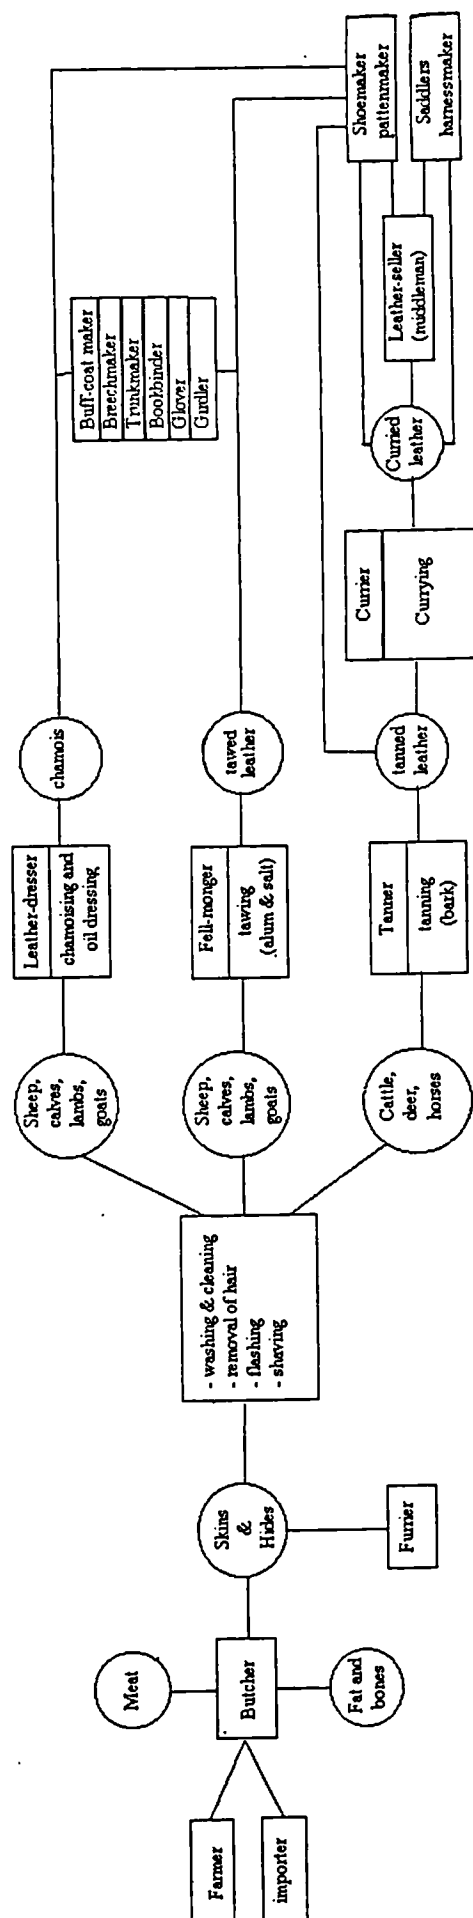 Farmer
importer
Meat
Butcher
Fat and
bones
Skins
&
Hides
Furrier
- washing & cleaning
- removal of hair
- flashing
- shaving
Sheep,
calves,
lambs,
goats
Sheep,
calves,
lambs,
goats
Cattle,
deer,
horses
Leather-dresser
chamoising and
oil dressing
Fell-monger
tawing
(alum & salt)
Tanner
tanning
(bark)
chamois
tawed
leather
tanned
leather
Currier
Currying
Buff-coat maker
Breechmaker
Trunkmaker
Bookbinder
Glover
Girdler
Curried
leather
Leather-seller
(middleman)
Shoemaker
pattenmaker
Saddlers
harnessmaker